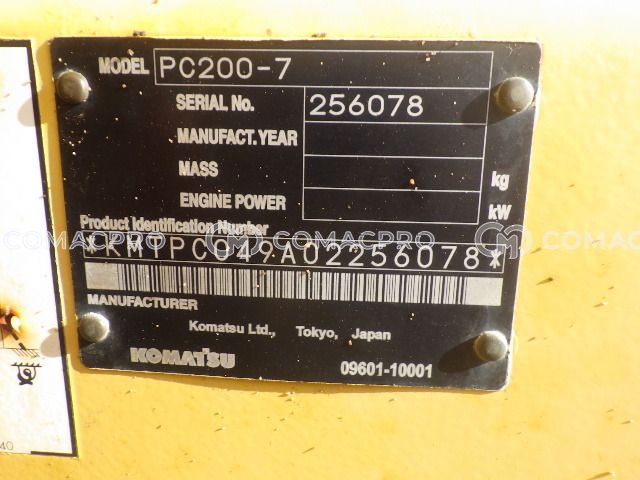 MODEL PC200-7
SERIAL No. 256078
MANUFACT.YEAR
MASS kg
ENGINE POWER kW
Product Identification Number
COMACPRO COMACPRO COMACPRO
*KMTPC049A02256078*
MANUFACTURER
Komatsu Ltd., Tokyo, Japan
KOMATSU 09601-10001
40